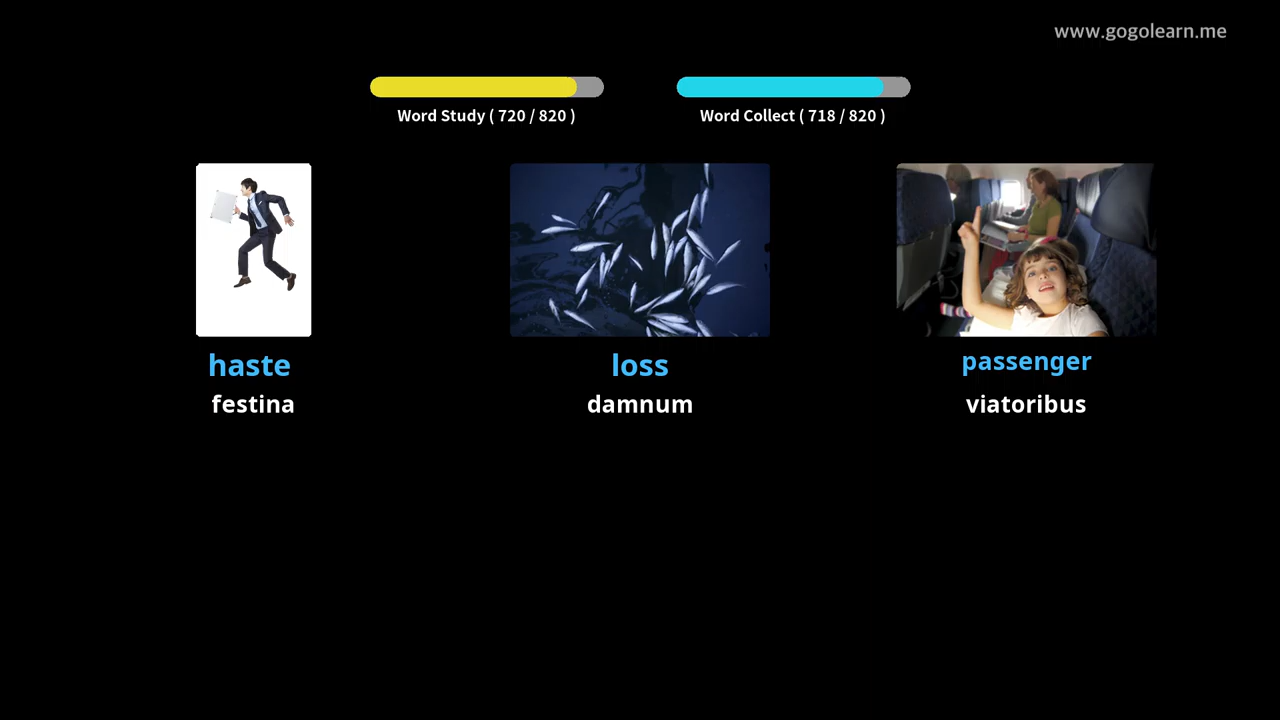 www.gogolearn.me
Word Study ( 720 / 820 )
Word Collect ( 718 / 820 )
haste
loss
passenger
festina
damnum
viatoribus